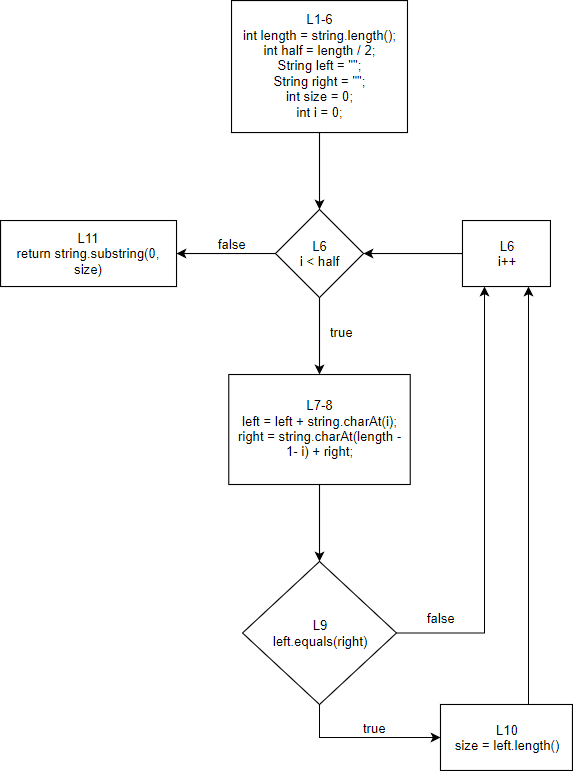 L1-6
int length = string.length();
int half = length / 2;
String left = "";
String right = "";
int size = 0;
int i = 0;
L11
return string.substring(0,
size)
false
L6
i < half
L6
i++
true
L7-8
left = left + string.charAt(i);
right = string.charAt(length -
1- i) + right;
L9
left.equals(right)
false
true
L10
size = left.length()